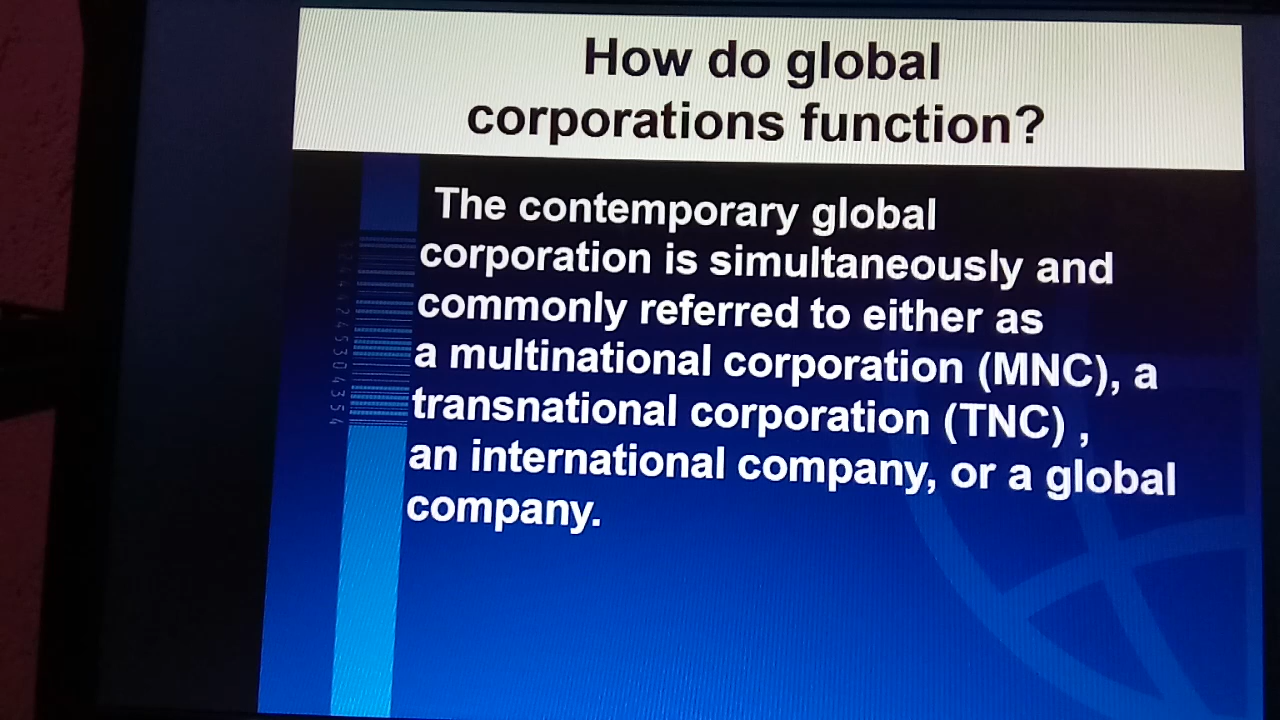 How do global
corporations function?
The contemporary global
corporation is simultaneously and
commonly referred to either as
a multinational corporation (MNC), a
transnational corporation (TNC) ,
an international company, or a global
company.